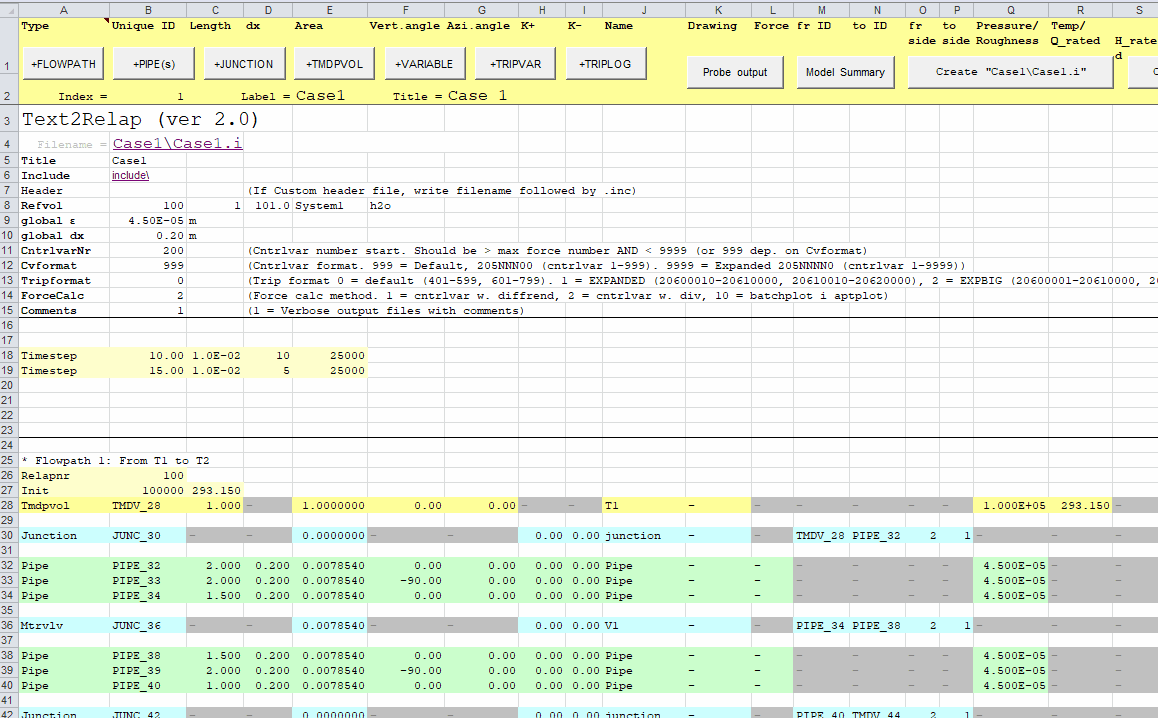 A B C D E F G H I J K L M N O P Q R S
Type Unique ID Length dx Area Vert.angle Azi.angle K+ K- Name Drawing Force fr ID to ID fr side to side Pressure/ Roughness Temp/ Q_rated H_rated
1 +FLOWPATH +PIPE(s) +JUNCTION +TMDPVOL +VARIABLE +TRIPVAR +TRIPLOG Probe output Model Summary Create "Case1\Case1.i" C
2 Index = 1 Label = Case1 Title = Case 1
3 Text2Relap (ver 2.0)
4 Filename = Case1\Case1.i
5 Title Case1
6 Include include\
7 Header (If Custom header file, write filename followed by .inc)
8 Refvol 100 1 101.0 System1 h2o
9 global ε 4.50E-05 m
10 global dx 0.20 m
11 CntrlvarNr 200 (Cntrlvar number start. Should be > max force number AND < 9999 (or 999 dep. on Cvformat)
12 Cvformat 999 (Cntrlvar format. 999 = Default, 205NNN00 (cntrlvar 1-999). 9999 = Expanded 205NNNN0 (cntrlvar 1-9999))
13 Tripformat 0 (Trip format 0 = default (401-599, 601-799). 1 = EXPANDED (20600010-20610000, 20610010-20620000), 2 = EXPBIG (20600001-20610000, 20
14 ForceCalc 2 (Force calc method. 1 = cntrlvar w. diffrend, 2 = cntrlvar w. div, 10 = batchplot i aptplot)
15 Comments 1 (1 = Verbose output files with comments)
16
17
18 Timestep 10.00 1.0E-02 10 25000
19 Timestep 15.00 1.0E-02 5 25000
20
21
22
23
24
25 * Flowpath 1: From T1 to T2
26 Relapnr 100
27 Init 100000 293.150
28 Tmdpvol TMDV_28 1.000 - 1.0000000 0.00 0.00 - - T1 - - - - - - 1.000E+05 293.150 -
29
30 Junction JUNC_30 - - 0.0000000 - - 0.00 0.00 junction - - TMDV_28 PIPE_32 2 1 - - -
31
32 Pipe PIPE_32 2.000 0.200 0.0078540 0.00 0.00 0.00 0.00 Pipe - - - - - - 4.500E-05 - -
33 Pipe PIPE_33 2.000 0.200 0.0078540 -90.00 0.00 0.00 0.00 Pipe - - - - - - 4.500E-05 - -
34 Pipe PIPE_34 1.500 0.200 0.0078540 0.00 0.00 0.00 0.00 Pipe - - - - - - 4.500E-05 - -
35
36 Mtrvlv JUNC_36 - - 0.0078540 - - 0.00 0.00 V1 - - PIPE_34 PIPE_38 2 1 - - -
37
38 Pipe PIPE_38 1.500 0.200 0.0078540 0.00 0.00 0.00 0.00 Pipe - - - - - - 4.500E-05 - -
39 Pipe PIPE_39 2.000 0.200 0.0078540 -90.00 0.00 0.00 0.00 Pipe - - - - - - 4.500E-05 - -
40 Pipe PIPE_40 1.000 0.200 0.0078540 0.00 0.00 0.00 0.00 Pipe - - - - - - 4.500E-05 - -
41
42 Junction JUNC_42 - - 0.0000000 - - 0.00 0.00 junction - - PIPE_40 TMDV_44 2 1 - - -